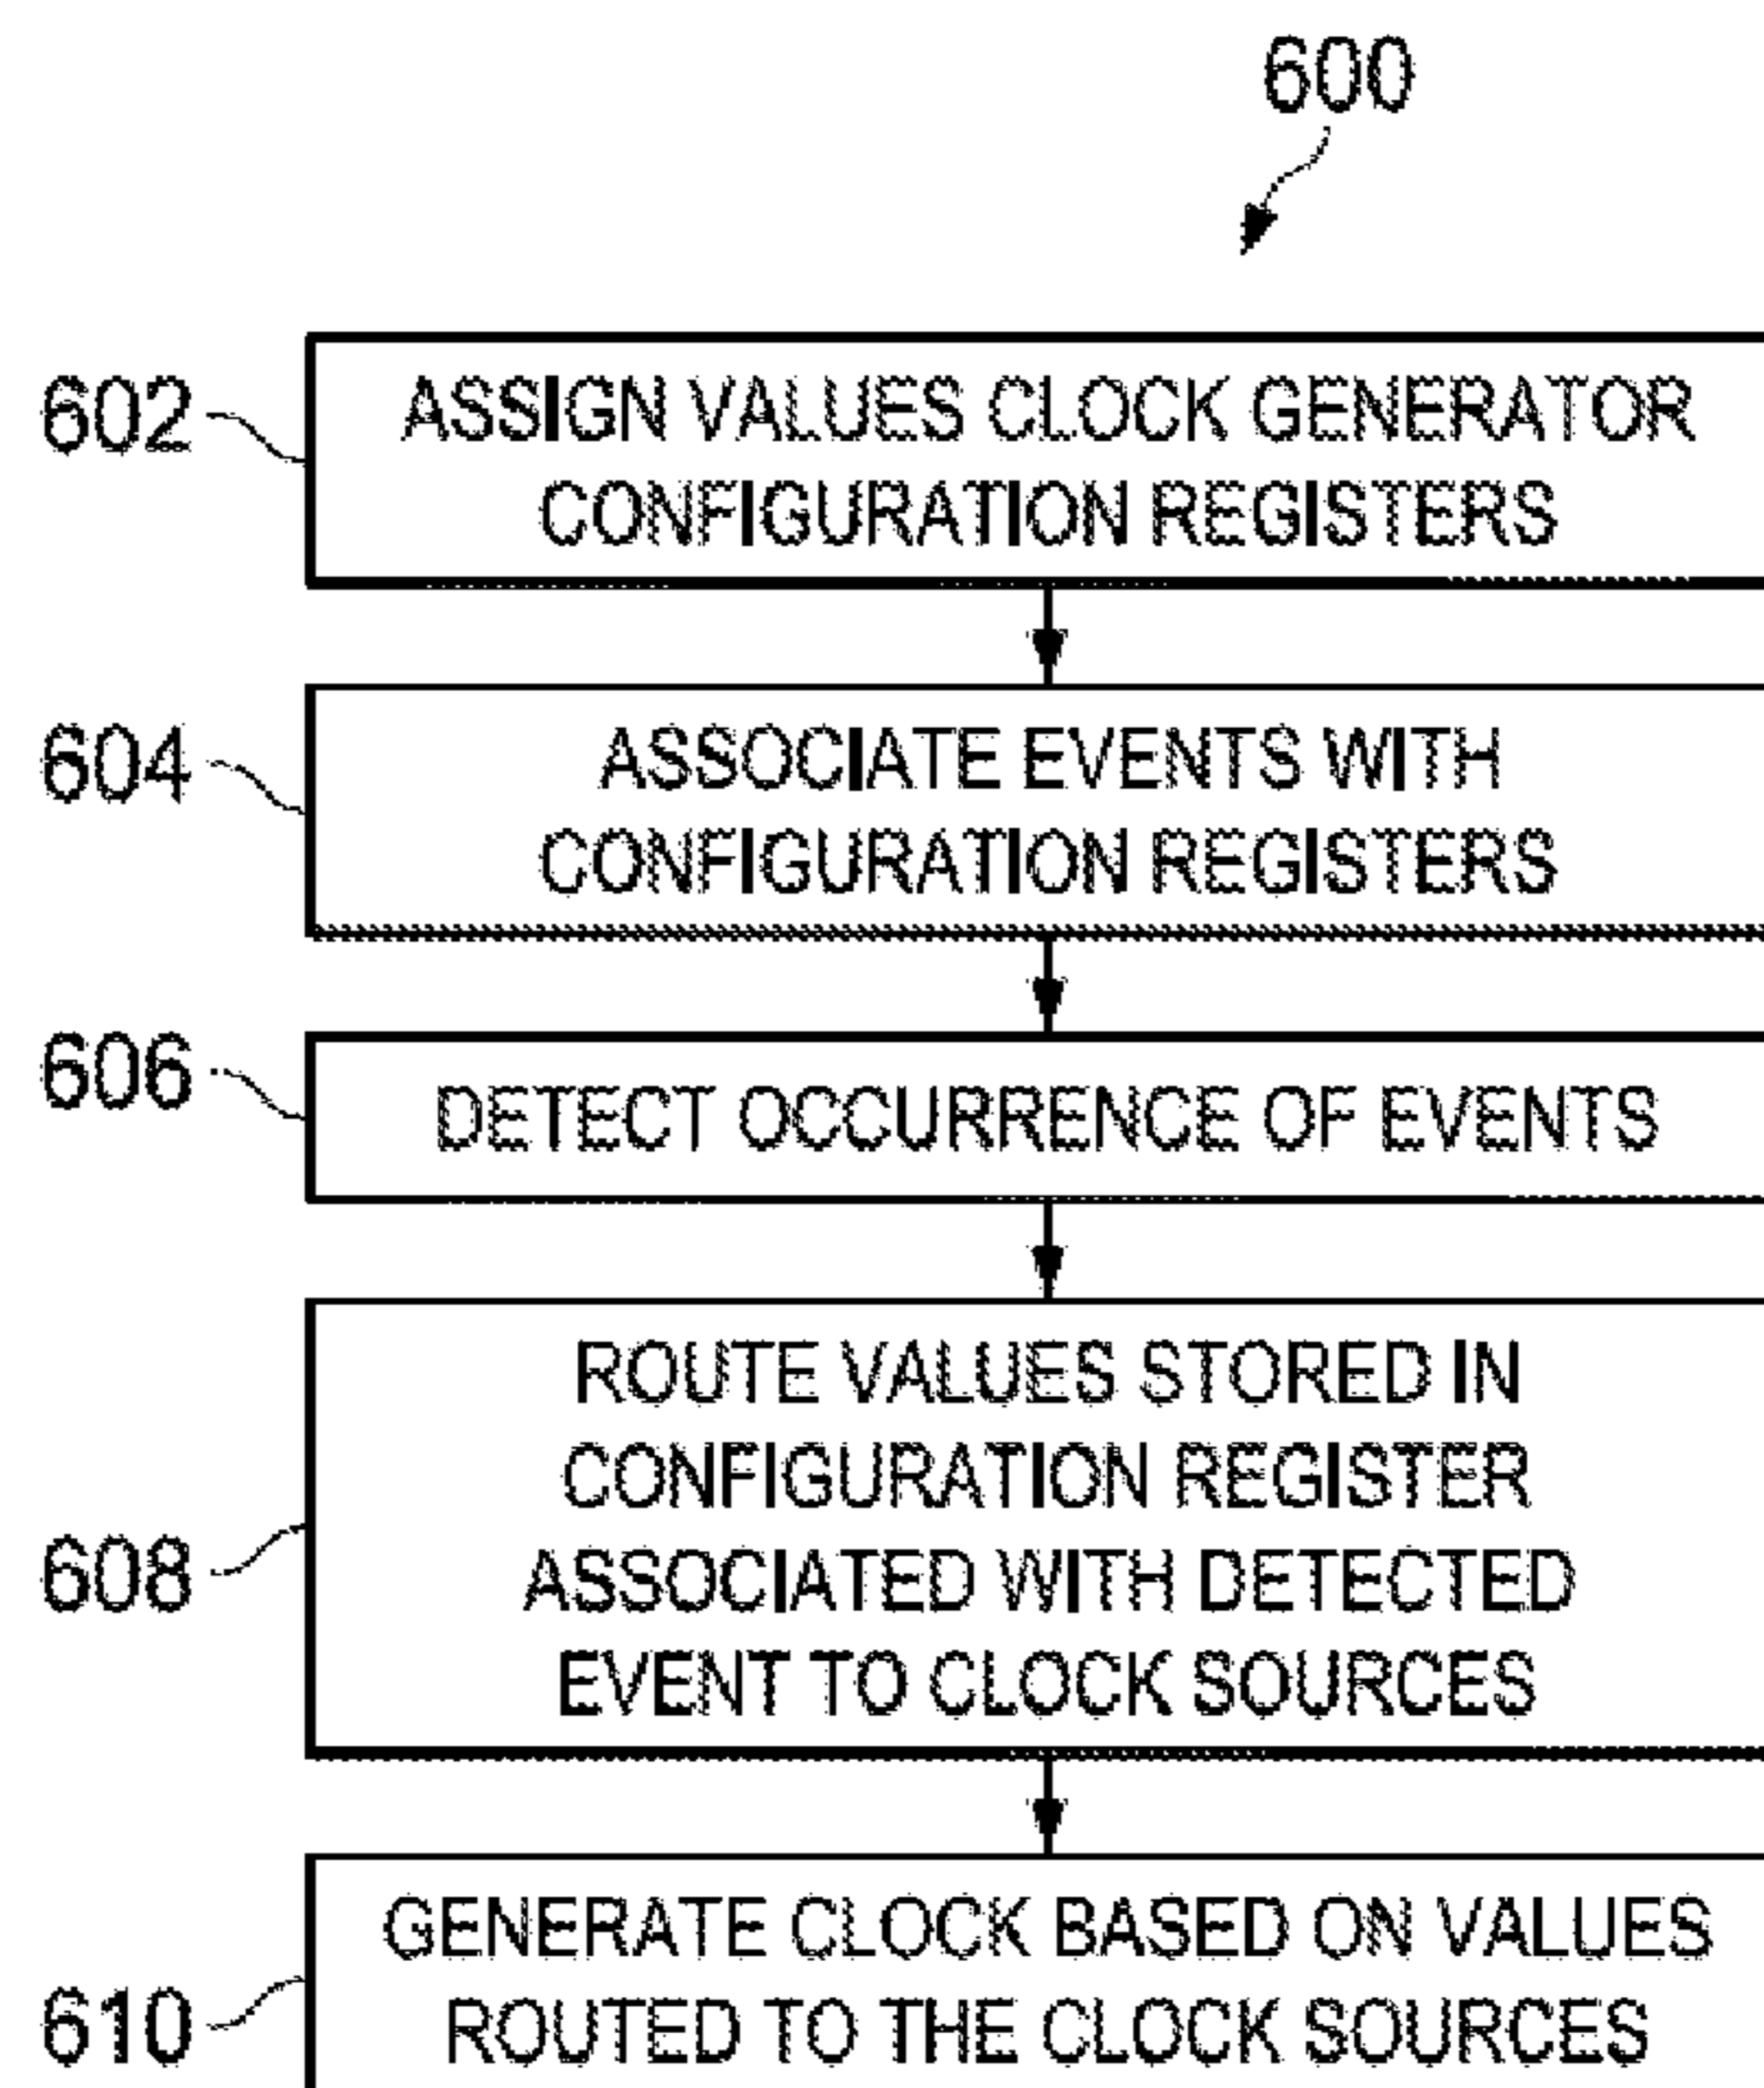 600
602
ASSIGN VALUES CLOCK GENERATOR
CONFIGURATION REGISTERS
604
ASSOCIATE EVENTS WITH
CONFIGURATION REGISTERS
606
DETECT OCCURRENCE OF EVENTS
608
ROUTE VALUES STORED IN
CONFIGURATION REGISTER
ASSOCIATED WITH DETECTED
EVENT TO CLOCK SOURCES
610
GENERATE CLOCK BASED ON VALUES
ROUTED TO THE CLOCK SOURCES